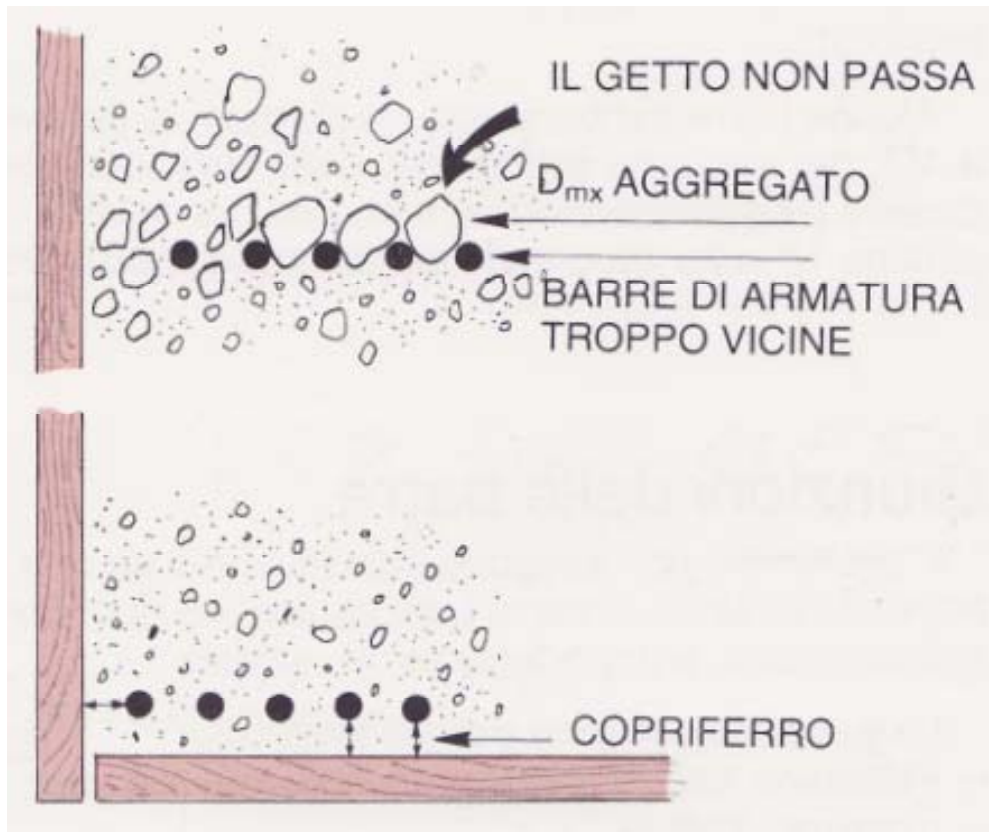 IL GETTO NON PASSA
Dmx AGGREGATO
BARRE DI ARMATURA
TROPPO VICINE
COPRIFERRO